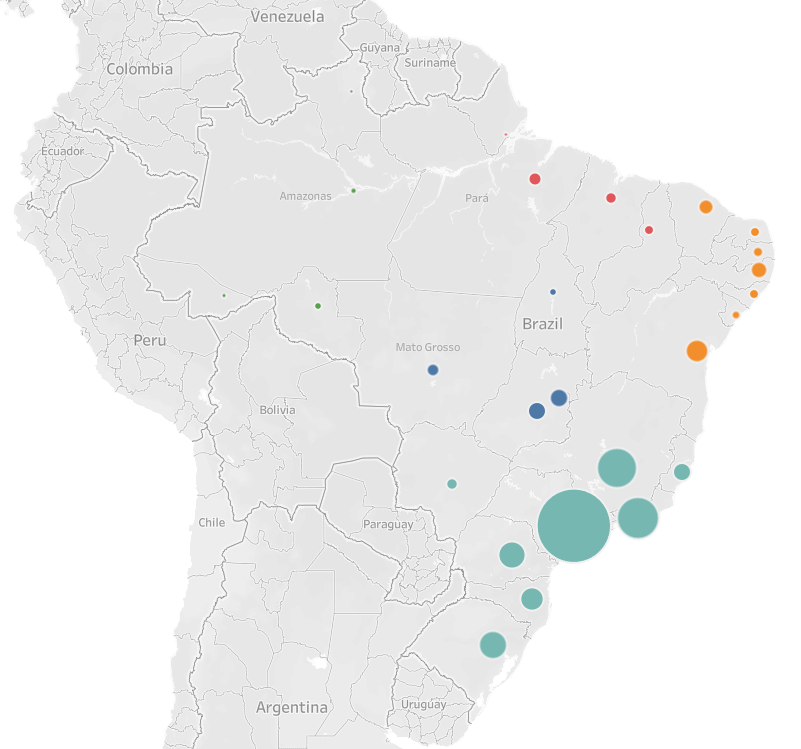 Venezuela
Guyana
Suriname
Colombia
Ecuador
Amazonas
Pará
Brazil
Peru
Mato Grosso
Bolivia
Chile
Paraguay
Argentina
Uruguay